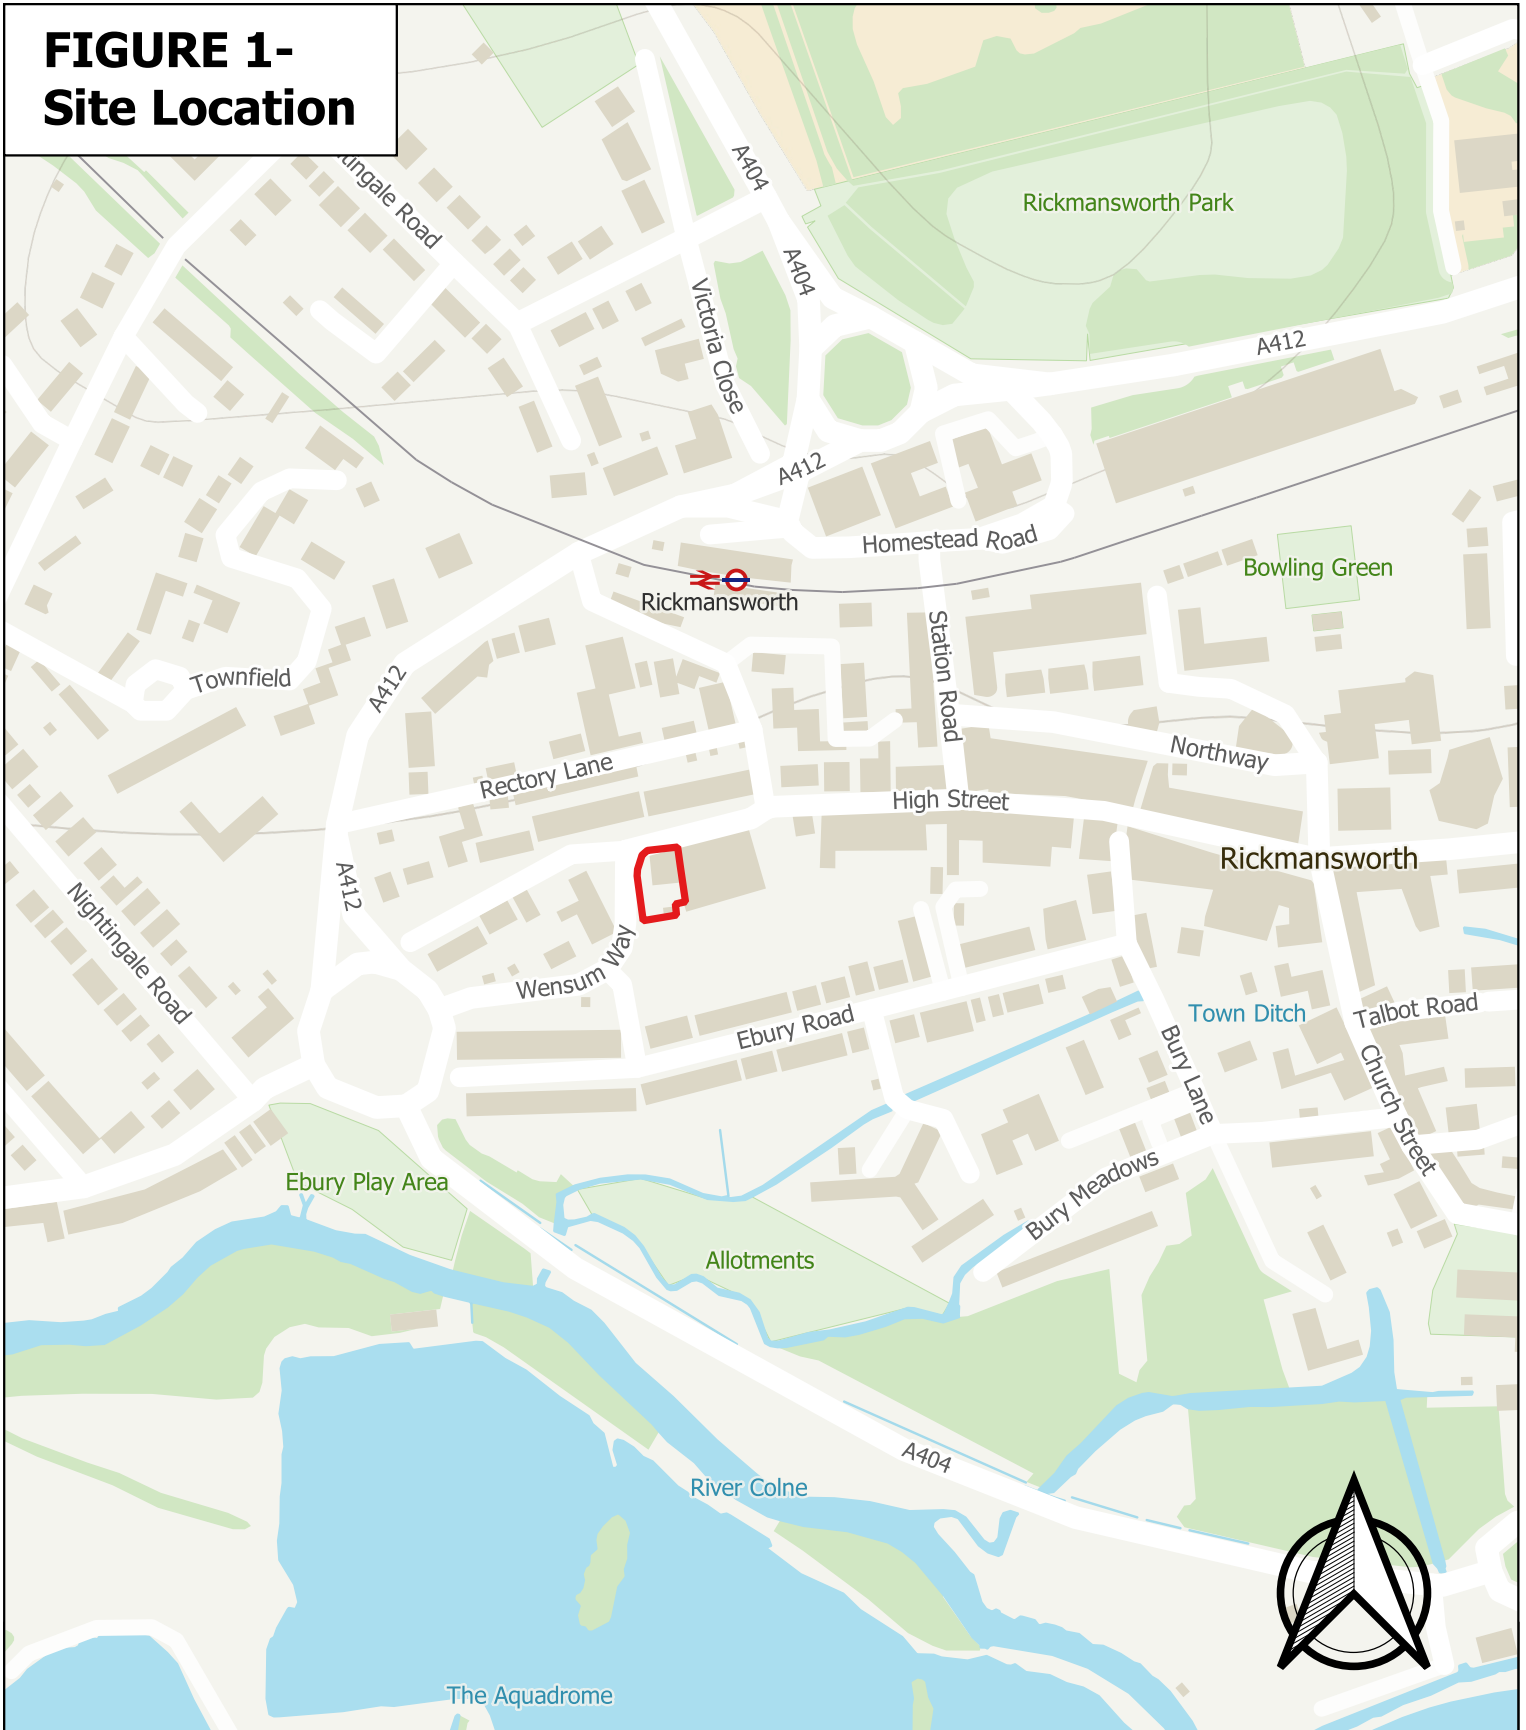 FIGURE 1-
Site Location
tingale Road
A404
Rickmansworth Park
A404
Victoria Close
A412
A412
Homestead Road
Bowling Green
Rickmansworth
Station Road
Townfield
A412
Northway
Rectory Lane
High Street
Rickmansworth
A412
Nightingale Road
Wensum Way
Town Ditch
Talbot Road
Ebury Road
Bury Lane
Church Street
Ebury Play Area
Bury Meadows
Allotments
A404
River Colne
The Aquadrome